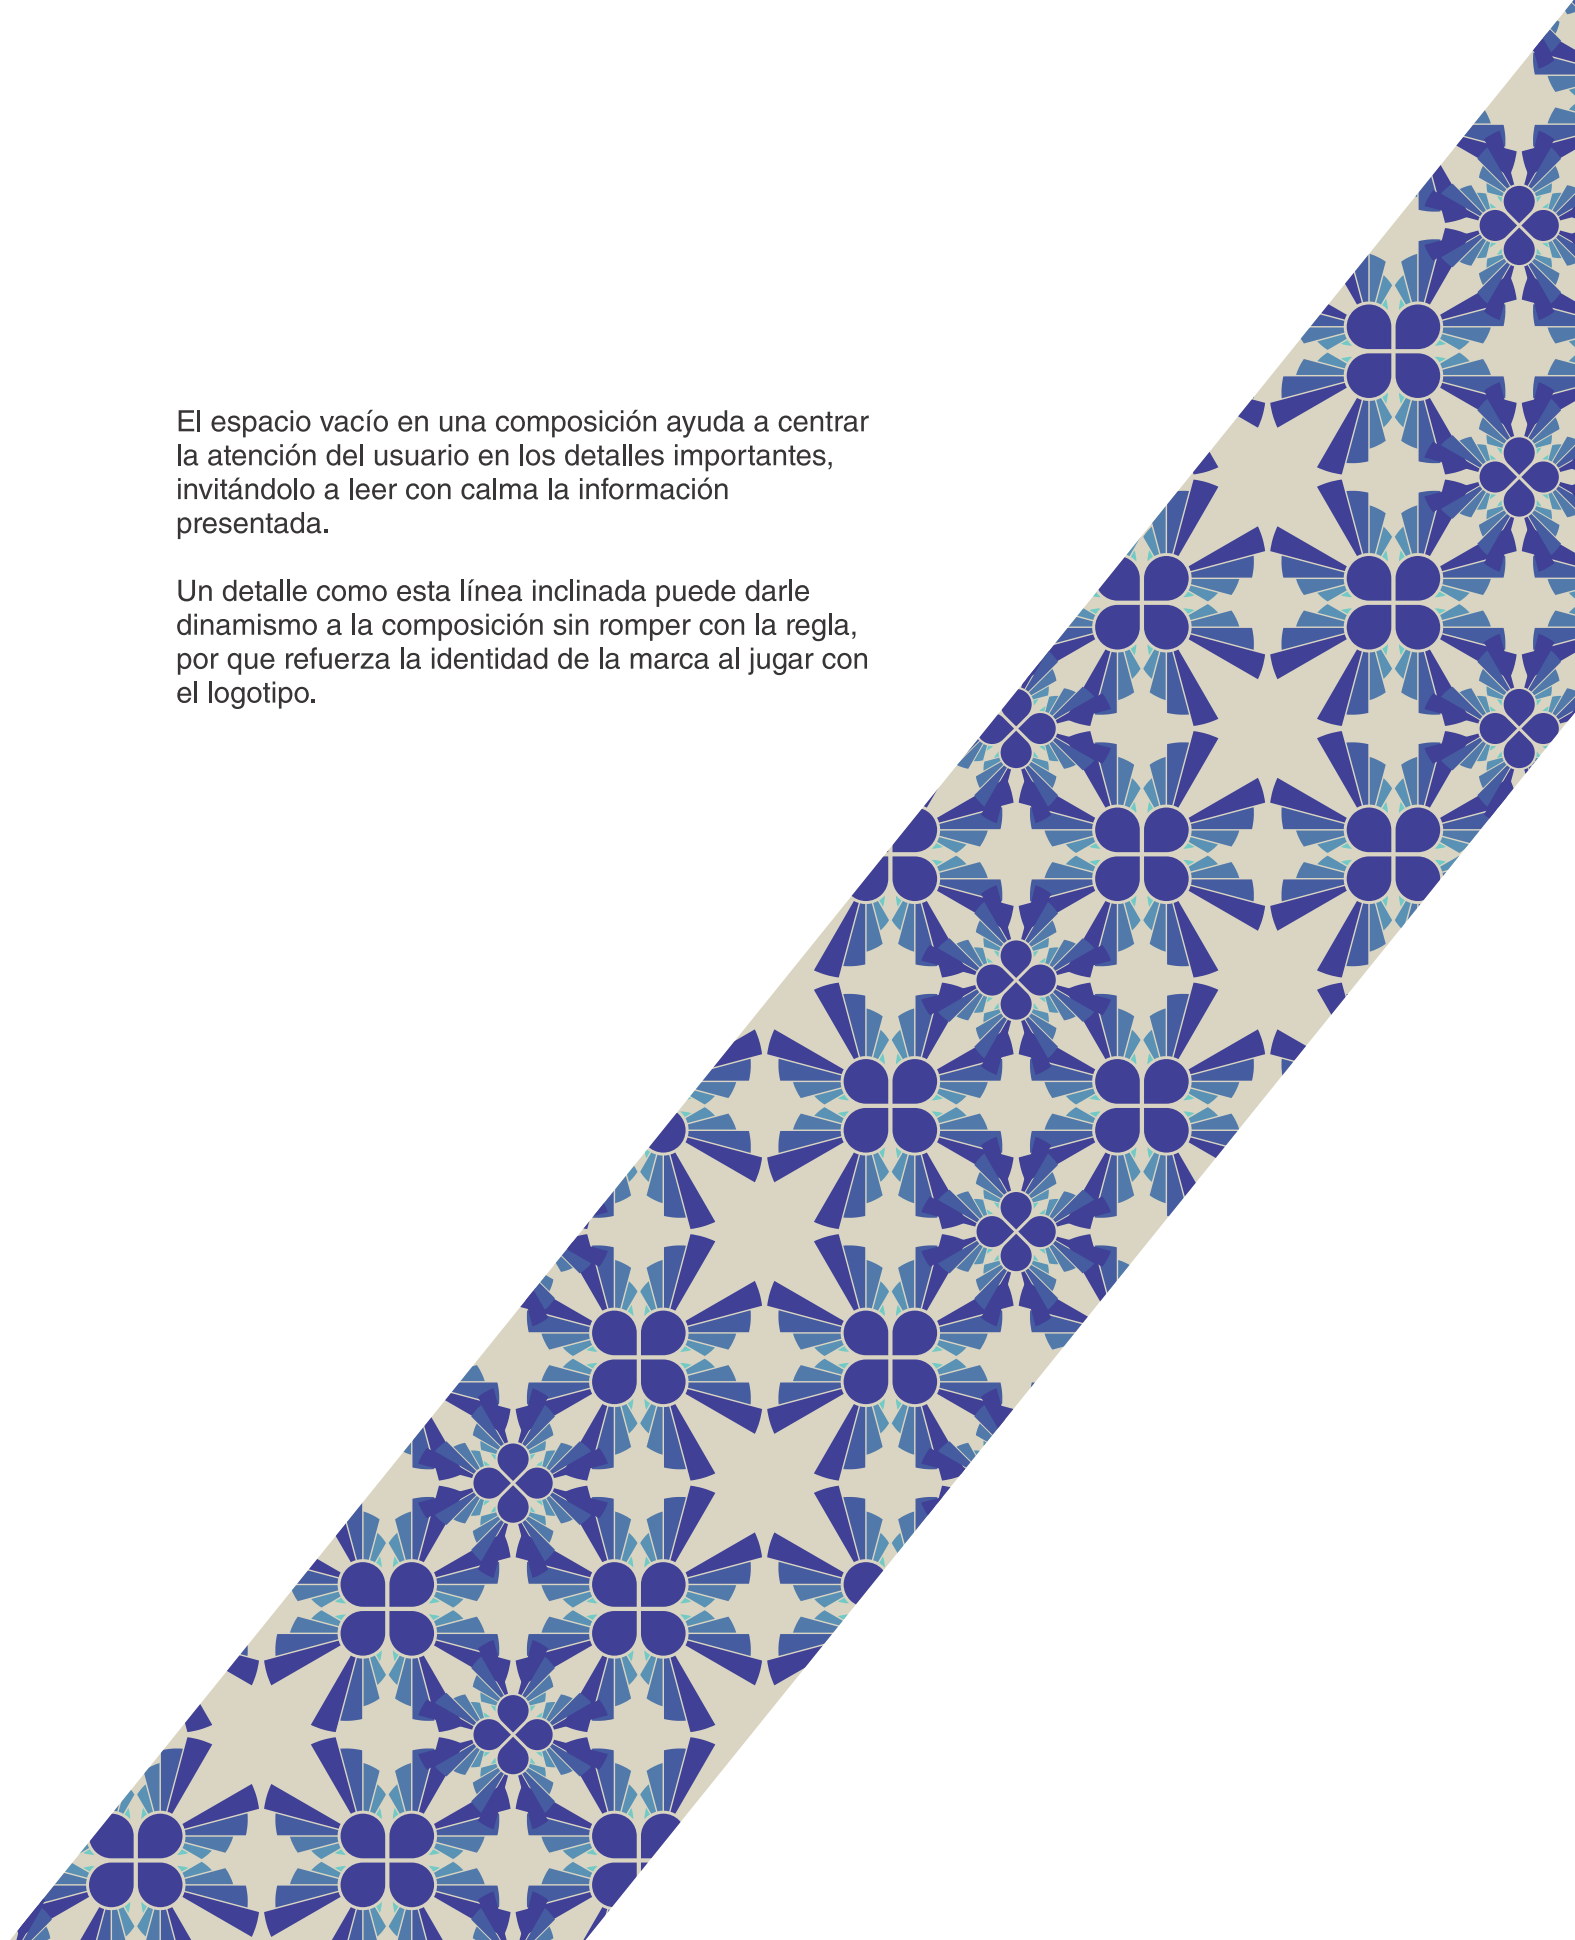 El espacio vacío en una composición ayuda a centrar
la atención del usuario en los detalles importantes,
invitándolo a leer con calma la información
presentada.
Un detalle como esta línea inclinada puede darle
dinamismo a la composición sin romper con la regla,
por que refuerza la identidad de la marca al jugar con
el logotipo.